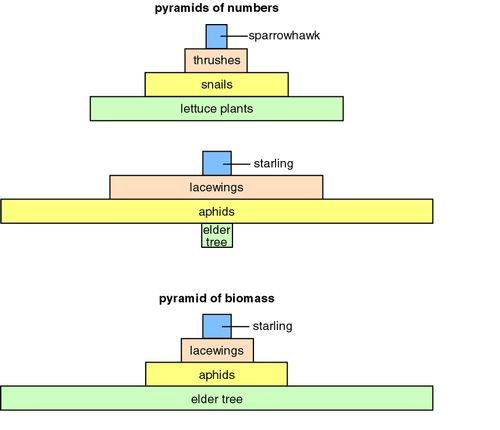 pyramids of numbers
sparrowhawk
thrushes
snails
lettuce plants
starling
lacewings
aphids
elder
tree
pyramid of biomass
starling
lacewings
aphids
elder tree